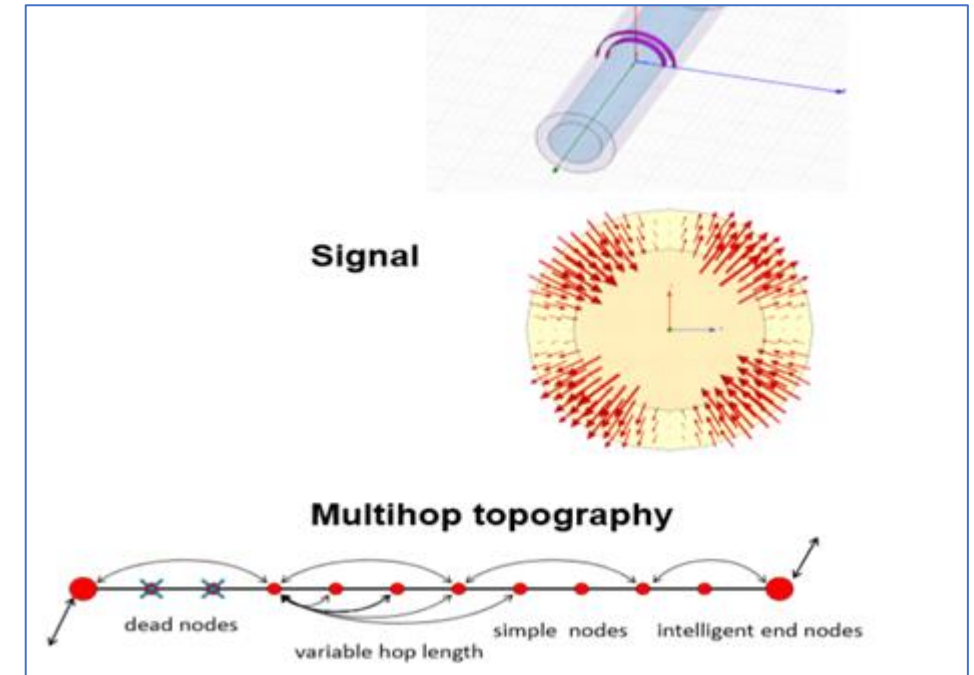 Signal
Multihop topography
dead nodes
variable hop length
simple nodes
intelligent end nodes